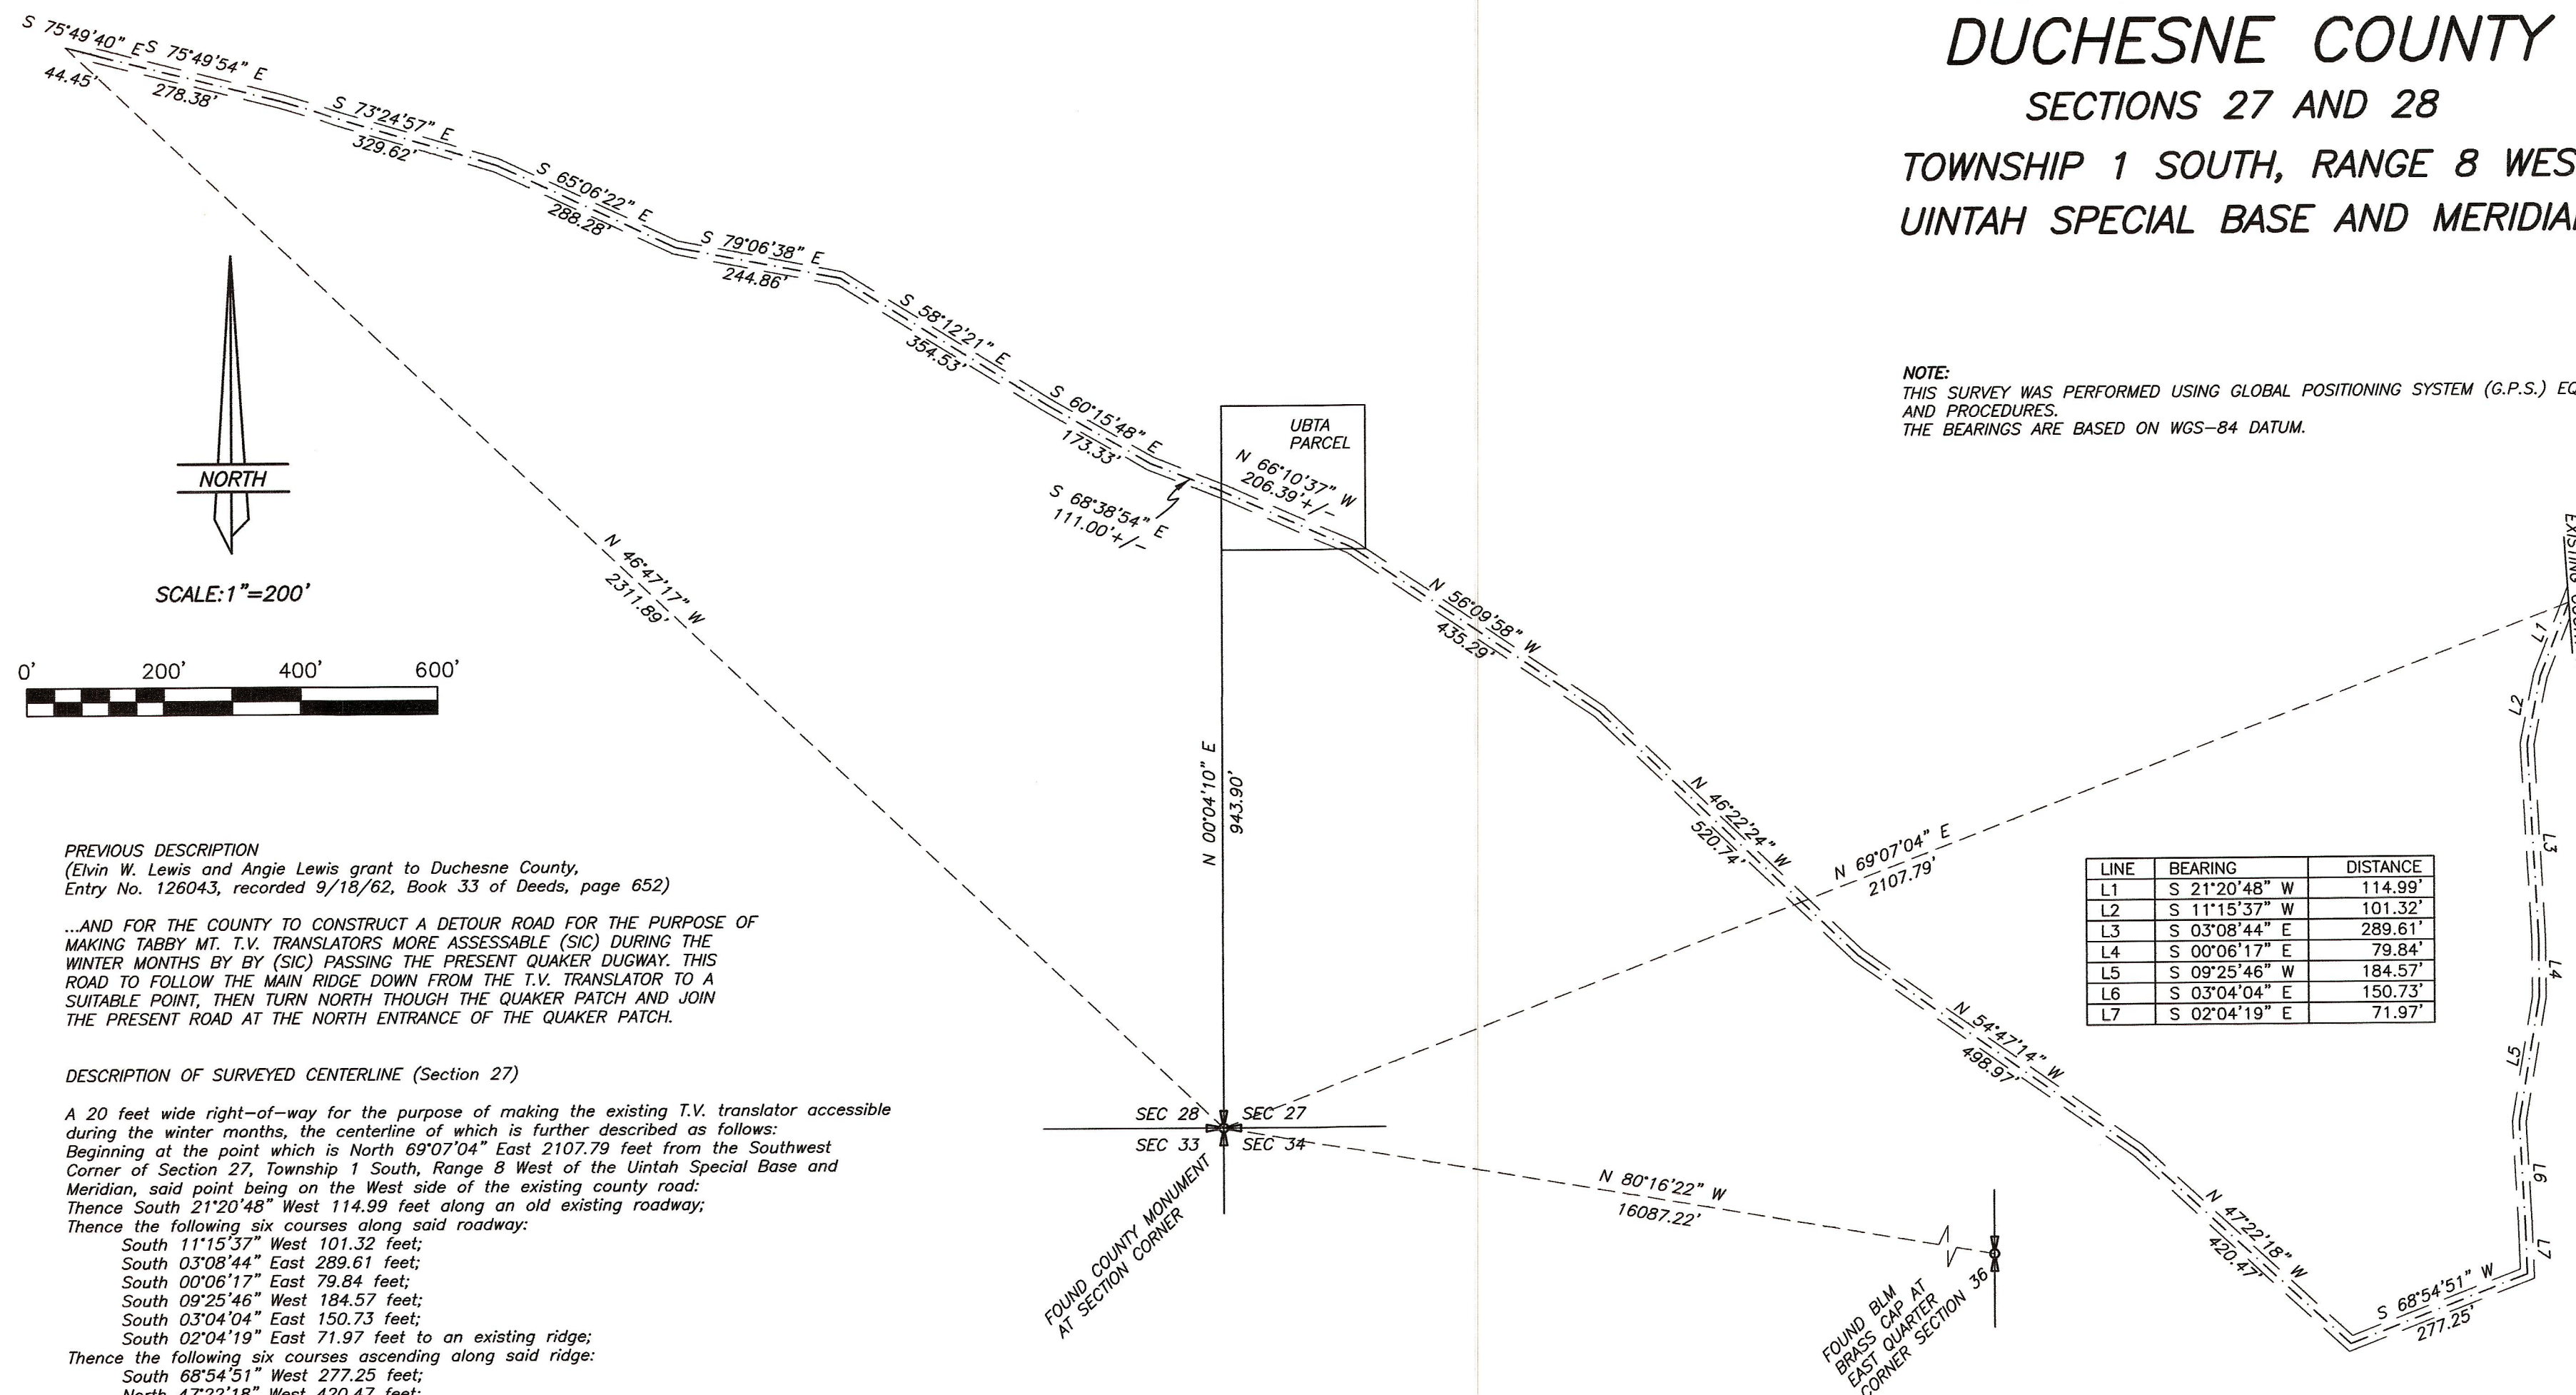 DUCHESNE COUNTY
SECTIONS 27 AND 28
TOWNSHIP 1 SOUTH, RANGE 8 WES
UINTAH SPECIAL BASE AND MERIDIA
S 75°49'40" E
44.45'
S 75°49'54" E
278.38'
S 73°24'57" E
329.62'
S 65°06'22" E
288.28'
S 79°06'38" E
244.86'
S 58°12'21" E
354.53'
S 60°15'48" E
173.33'
S 68°38'54" E
111.00'+/-
UBTA
PARCEL
N 66°10'37" W
206.39'+/-
NOTE:
THIS SURVEY WAS PERFORMED USING GLOBAL POSITIONING SYSTEM (G.P.S.) EQ
AND PROCEDURES.
THE BEARINGS ARE BASED ON WGS-84 DATUM.
NORTH
SCALE:1"=200'
0' 200' 400' 600'
N 46°47'17" W
2311.89'
N 56°09'58" W
435.29'
N 00°04'10" E
943.90'
N 46°22'24" W
520.74'
N 69°07'04" E
2107.79'
EXISTING
L1
L2
L3
L4
L5
L6
L7
LINE BEARING DISTANCE
L1 S 21°20'48" W 114.99'
L2 S 11°15'37" W 101.32'
L3 S 03°08'44" E 289.61'
L4 S 00°06'17" E 79.84'
L5 S 09°25'46" W 184.57'
L6 S 03°04'04" E 150.73'
L7 S 02°04'19" E 71.97'
N 54°47'14" W
498.97'
N 47°22'18" W
420.47'
S 68°54'51" W
277.25'
SEC 28 SEC 27
SEC 33 SEC 34
FOUND COUNTY MONUMENT
AT SECTION CORNER
N 80°16'22" W
16087.22'
FOUND BLM
BRASS CAP AT
EAST QUARTER
CORNER SECTION 36
PREVIOUS DESCRIPTION
(Elvin W. Lewis and Angie Lewis grant to Duchesne County,
Entry No. 126043, recorded 9/18/62, Book 33 of Deeds, page 652)
...AND FOR THE COUNTY TO CONSTRUCT A DETOUR ROAD FOR THE PURPOSE OF
MAKING TABBY MT. T.V. TRANSLATORS MORE ASSESSABLE (SIC) DURING THE
WINTER MONTHS BY BY (SIC) PASSING THE PRESENT QUAKER DUGWAY. THIS
ROAD TO FOLLOW THE MAIN RIDGE DOWN FROM THE T.V. TRANSLATOR TO A
SUITABLE POINT, THEN TURN NORTH THOUGH THE QUAKER PATCH AND JOIN
THE PRESENT ROAD AT THE NORTH ENTRANCE OF THE QUAKER PATCH.
DESCRIPTION OF SURVEYED CENTERLINE (Section 27)
A 20 feet wide right-of-way for the purpose of making the existing T.V. translator accessible
during the winter months, the centerline of which is further described as follows:
Beginning at the point which is North 69°07'04" East 2107.79 feet from the Southwest
Corner of Section 27, Township 1 South, Range 8 West of the Uintah Special Base and
Meridian, said point being on the West side of the existing county road:
Thence South 21°20'48" West 114.99 feet along an old existing roadway;
Thence the following six courses along said roadway:
South 11°15'37" West 101.32 feet;
South 03°08'44" East 289.61 feet;
South 00°06'17" East 79.84 feet;
South 09°25'46" West 184.57 feet;
South 03°04'04" East 150.73 feet;
South 02°04'19" East 71.97 feet to an existing ridge;
Thence the following six courses ascending along said ridge:
South 68°54'51" West 277.25 feet;
North 47°22'18" West 420.47 feet;